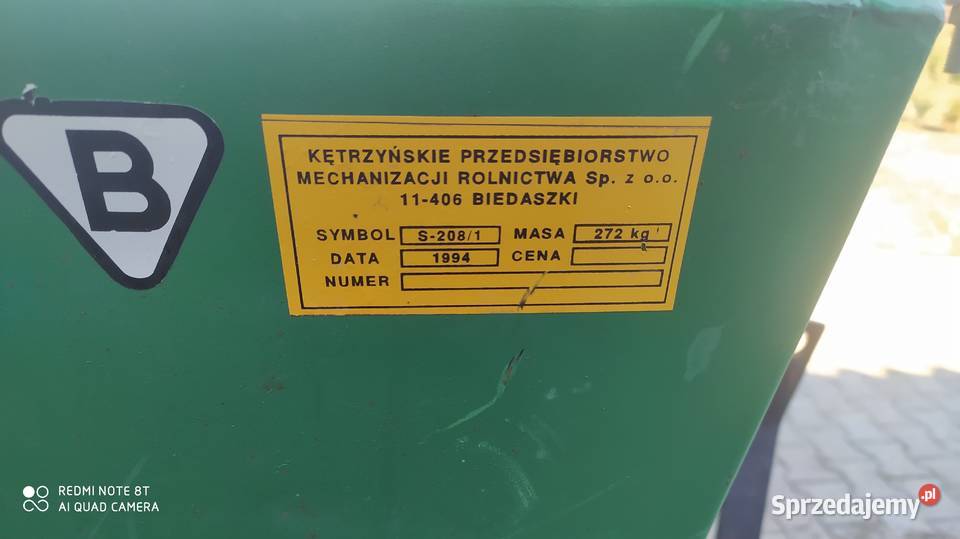 B
KĘTRZYŃSKIE PRZEDSIĘBIORSTWO
MECHANIZACJI ROLNICTWA Sp. z o.o.
11-406 BIEDASZKI
SYMBOL S-208/1 MASA 272 kg
DATA 1994 CENA
NUMER
REDMI NOTE 8T
AI QUAD CAMERA
Sprzedajemy.pl